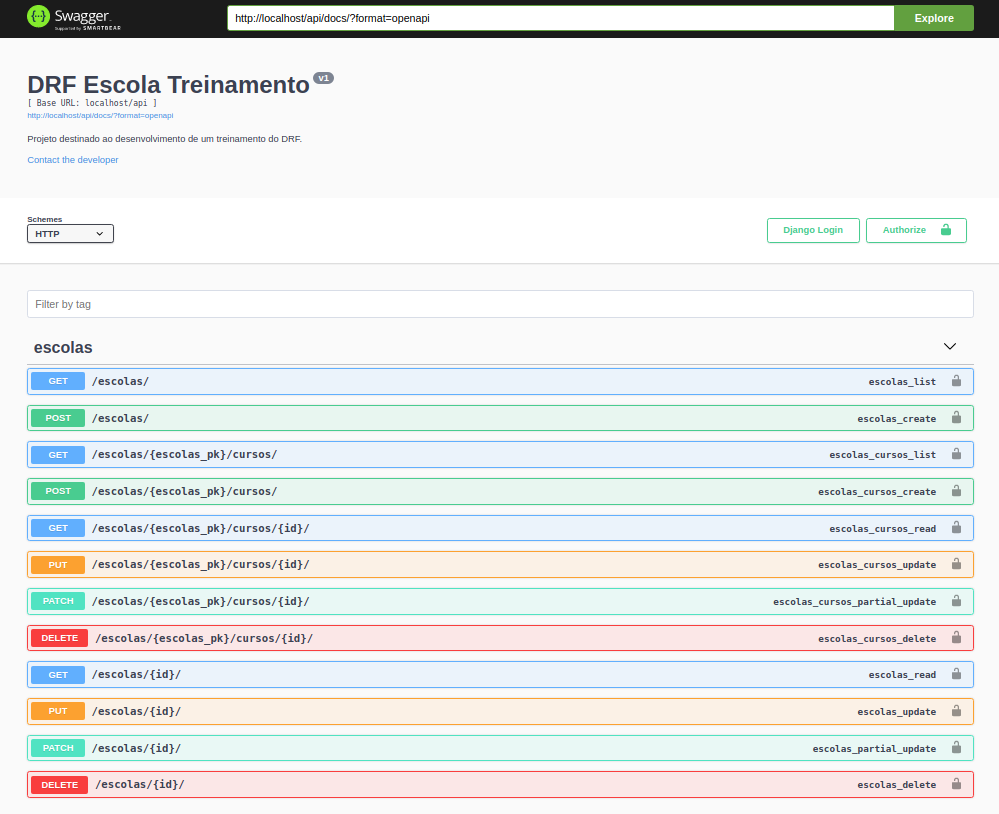 Swagger
Supported by SMARTBEAR
http://localhost/api/docs/?format=openapi
Explore
DRF Escola Treinamento v1
[ Base URL: localhost/api ]
http://localhost/api/docs/?format=openapi
Projeto destinado ao desenvolvimento de um treinamento do DRF.
Contact the developer
Schemes
HTTP
Django Login
Authorize
Filter by tag
escolas
GET /escolas/ escolas_list
POST /escolas/ escolas_create
GET /escolas/{escolas_pk}/cursos/ escolas_cursos_list
POST /escolas/{escolas_pk}/cursos/ escolas_cursos_create
GET /escolas/{escolas_pk}/cursos/{id}/ escolas_cursos_read
PUT /escolas/{escolas_pk}/cursos/{id}/ escolas_cursos_update
PATCH /escolas/{escolas_pk}/cursos/{id}/ escolas_cursos_partial_update
DELETE /escolas/{escolas_pk}/cursos/{id}/ escolas_cursos_delete
GET /escolas/{id}/ escolas_read
PUT /escolas/{id}/ escolas_update
PATCH /escolas/{id}/ escolas_partial_update
DELETE /escolas/{id}/ escolas_delete